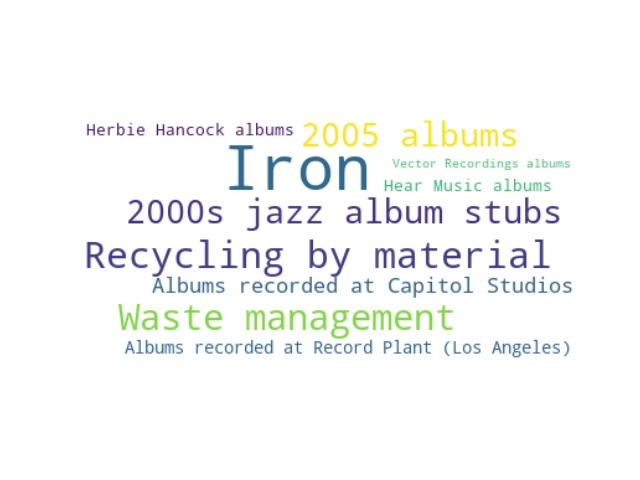 Herbie Hancock albums
2005 albums
Iron
Vector Recordings albums
Hear Music albums
2000s jazz album stubs
Recycling by material
Albums recorded at Capitol Studios
Waste management
Albums recorded at Record Plant (Los Angeles)